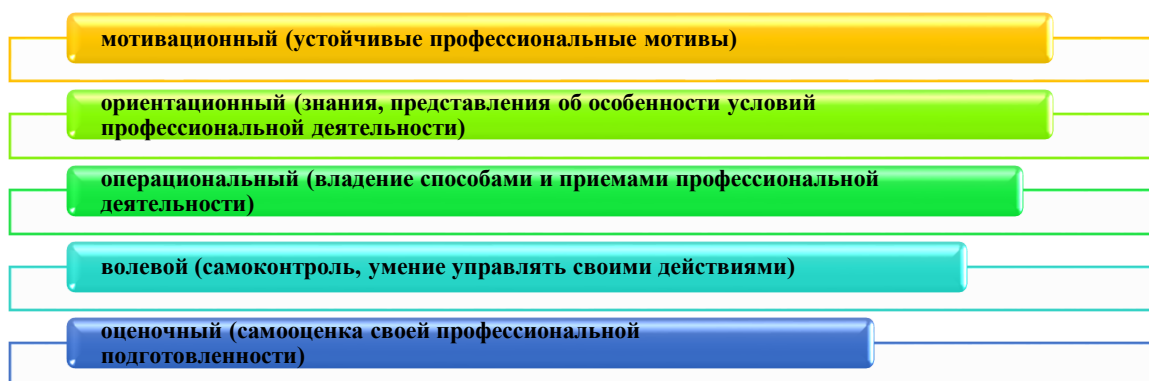 мотивационный (устойчивые профессиональные мотивы)
ориентационный (знания, представления об особенности условий
профессиональной деятельности)
операциональный (владение способами и приемами профессиональной
деятельности)
волевой (самоконтроль, умение управлять своими действиями)
оценочный (самооценка своей профессиональной
подготовленности)